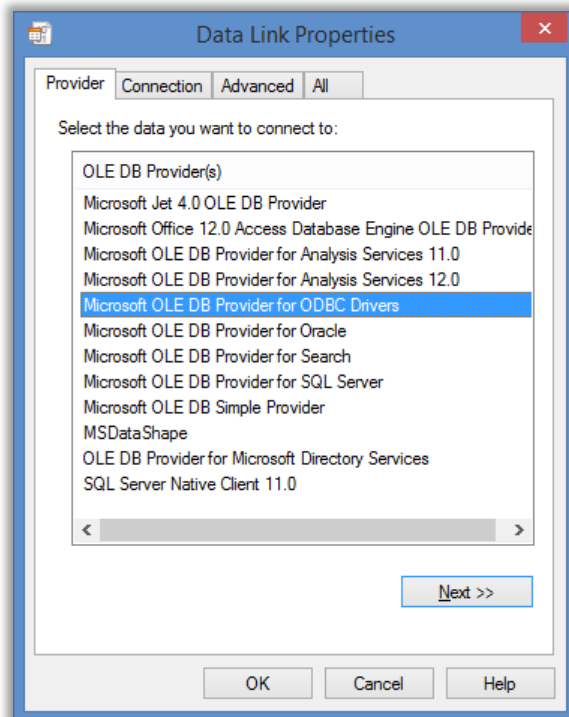 Data Link Properties
Provider Connection Advanced All
Select the data you want to connect to:
OLE DB Provider(s)
Microsoft Jet 4.0 OLE DB Provider
Microsoft Office 12.0 Access Database Engine OLE DB Provide
Microsoft OLE DB Provider for Analysis Services 11.0
Microsoft OLE DB Provider for Analysis Services 12.0
Microsoft OLE DB Provider for ODBC Drivers
Microsoft OLE DB Provider for Oracle
Microsoft OLE DB Provider for Search
Microsoft OLE DB Provider for SQL Server
Microsoft OLE DB Simple Provider
MSDataShape
OLE DB Provider for Microsoft Directory Services
SQL Server Native Client 11.0
Next >>
OK Cancel Help